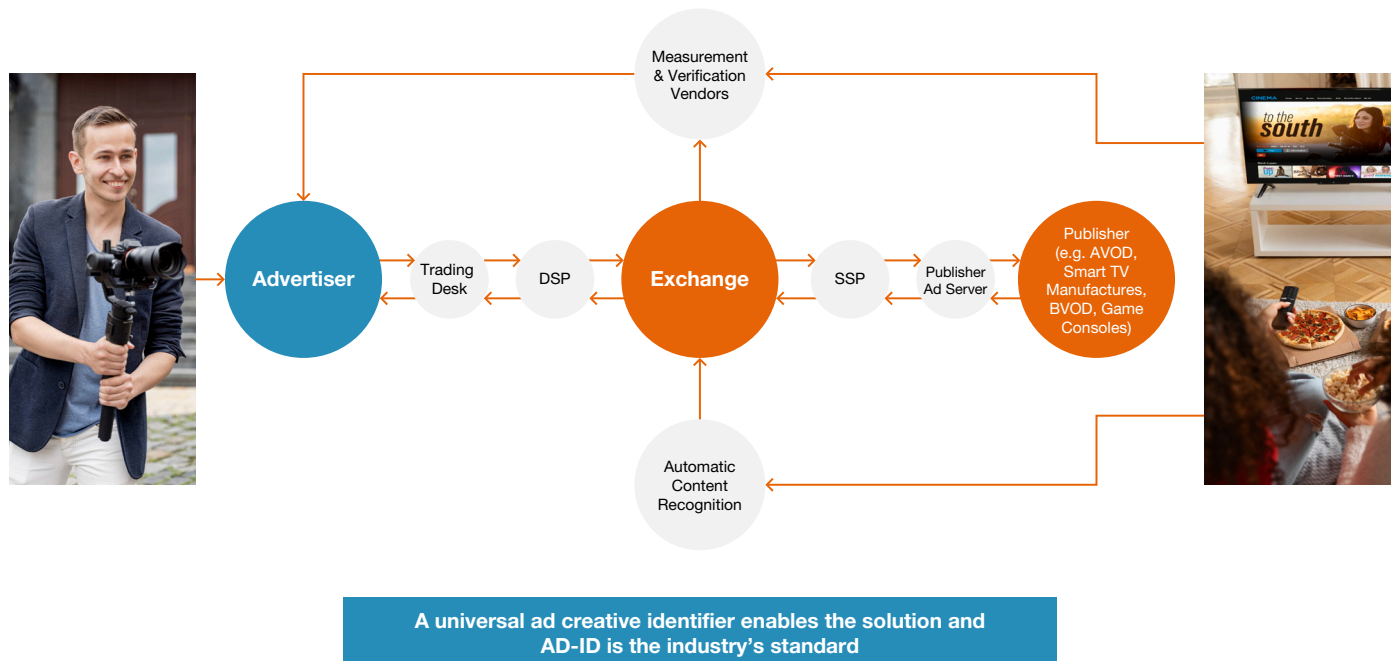 Measurement
& Verification
Vendors
CINEMA
to the
south
Advertiser
Trading
Desk
DSP
Exchange
SSP
Publisher
Ad Server
Publisher
(e.g. AVOD,
Smart TV
Manufactures,
BVOD, Game
Consoles)
Automatic
Content
Recognition
A universal ad creative identifier enables the solution and
AD-ID is the industry’s standard